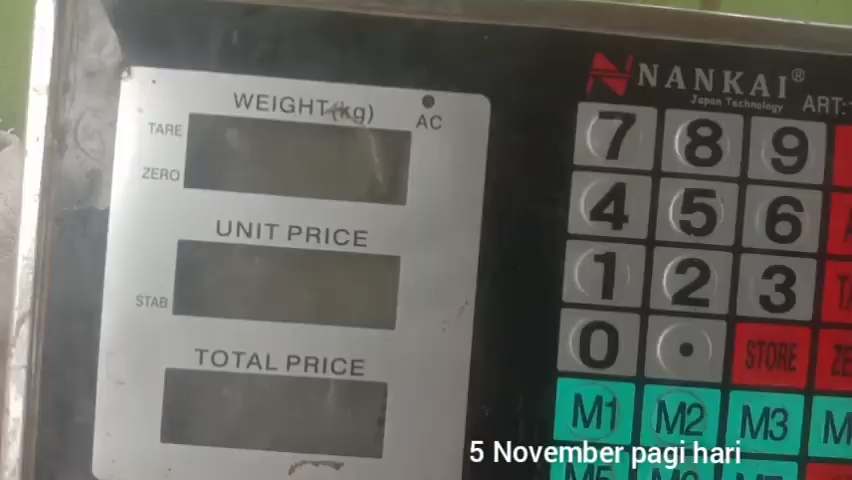 NANKAI®
Japan Technology
ART:
WEIGHT (kg)
AC
TARE
ZERO
UNIT PRICE
STAB
TOTAL PRICE
7 8 9
4 5 6
1 2 3
0 . STORE
M1 M2 M3
5 November pagi hari